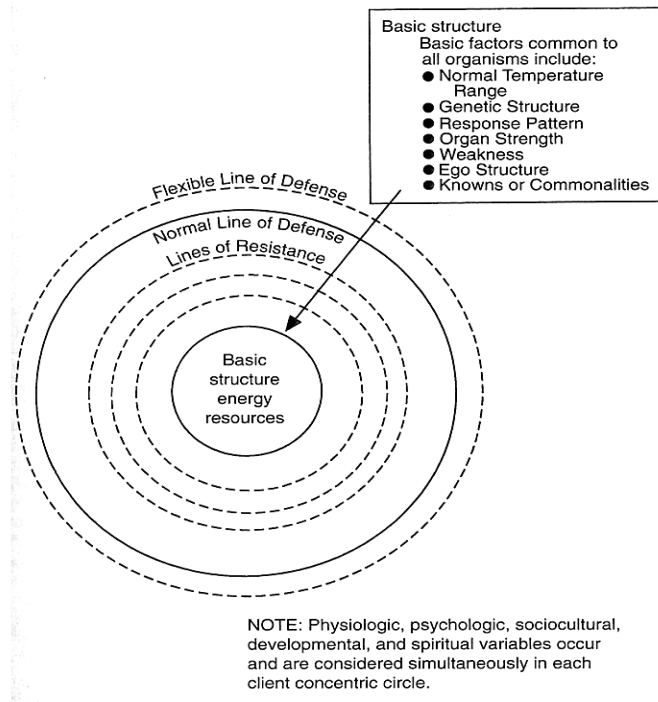 Basic structure
Basic factors common to
all organisms include:
● Normal Temperature
Range
● Genetic Structure
● Response Pattern
● Organ Strength
● Weakness
● Ego Structure
● Knowns or Commonalities
Flexible Line of Defense
Normal Line of Defense
Lines of Resistance
Basic
structure
energy
resources
NOTE: Physiologic, psychologic, sociocultural,
developmental, and spiritual variables occur
and are considered simultaneously in each
client concentric circle.